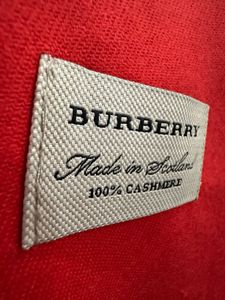 BURBERRY
Made in Scotland
100% CASHMERE